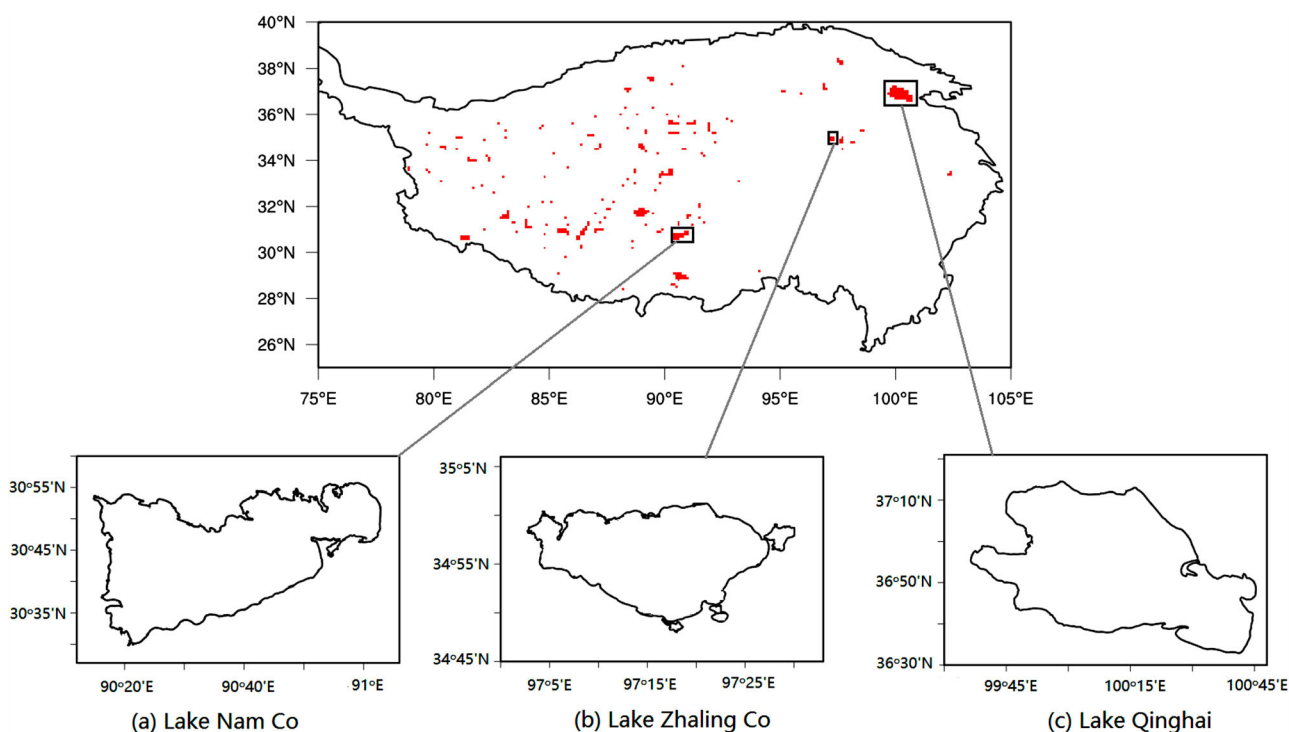 40°N
38°N
36°N
34°N
32°N
30°N
28°N
26°N
75°E 80°E 85°E 90°E 95°E 100°E 105°E
30°55'N
30°45'N
30°35'N
90°20'E 90°40'E 91°E
(a) Lake Nam Co
35°5'N
34°55'N
34°45'N
97°5'E 97°15'E 97°25'E
(b) Lake Zhaling Co
37°10'N
36°50'N
36°30'N
99°45'E 100°15'E 100°45'E
(c) Lake Qinghai